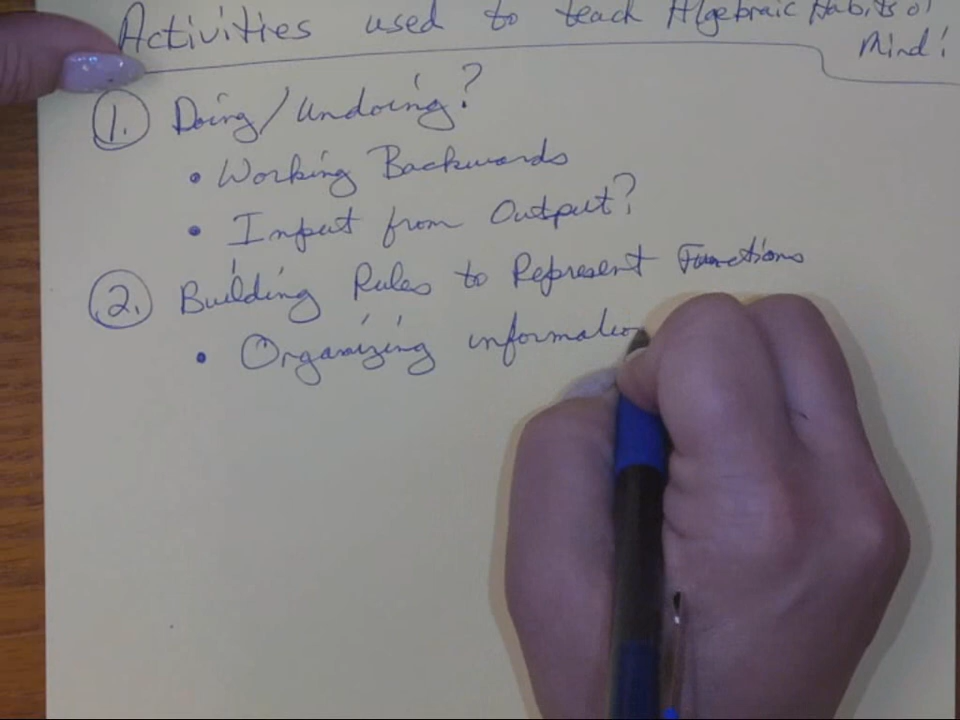 Activities used to teach Algebraic Habits of
Mind!
1. Doing/Undoing?
• Working Backwards
• Input from Output?
2. Building Rules to Represent Functions
• Organizing information